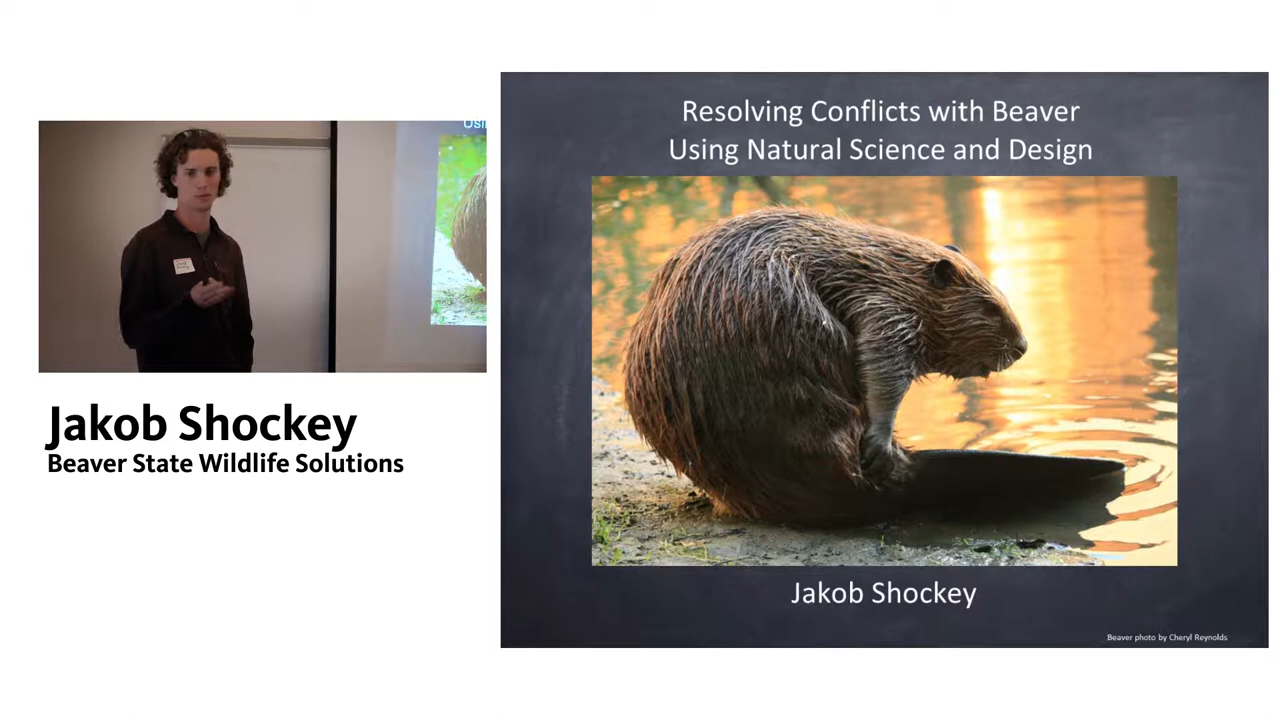 Resolving Conflicts with Beaver
Using Natural Science and Design
Jakob Shockey
Beaver State Wildlife Solutions
Jakob Shockey
Beaver photo by Cheryl Reynolds